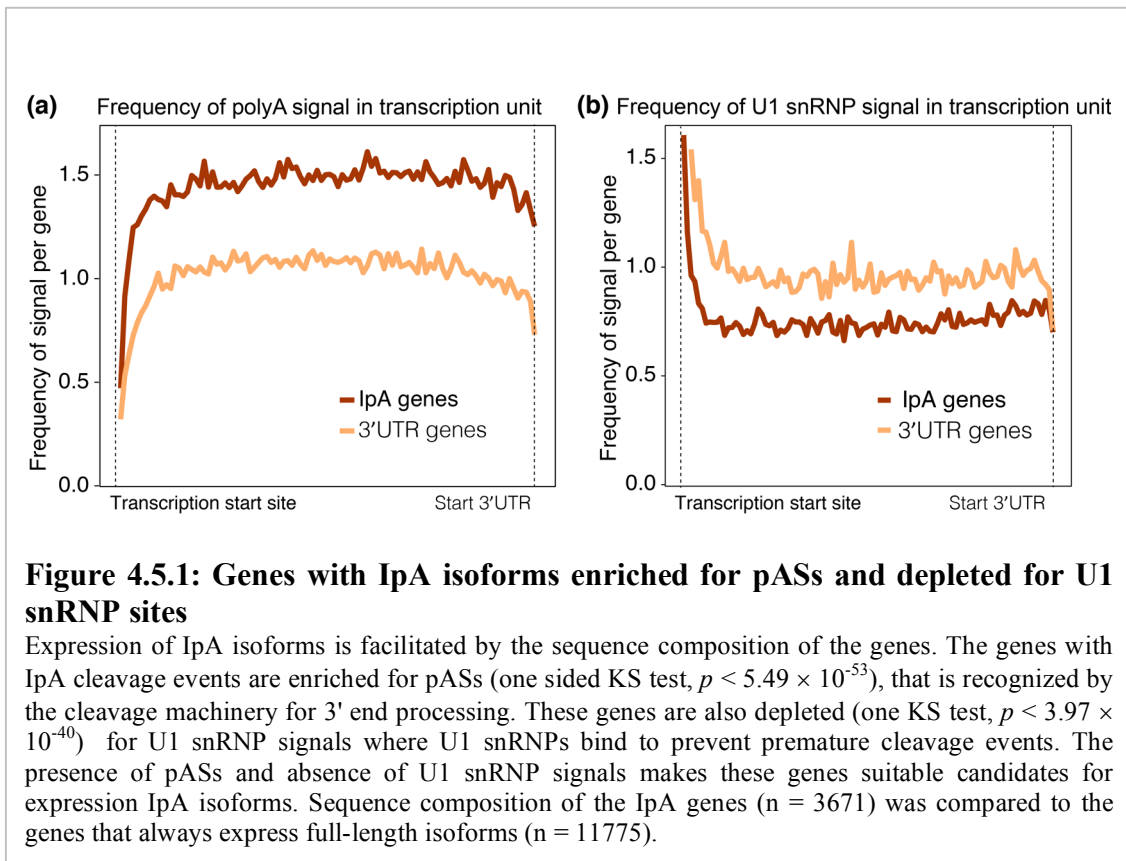 (a) Frequency of polyA signal in transcription unit
Frequency of signal per gene
1.5
1.0
0.5
0.0
IpA genes
3′UTR genes
Transcription start site
Start 3′UTR
(b) Frequency of U1 snRNP signal in transcription unit
Frequency of signal per gene
1.5
1.0
0.5
0.0
IpA genes
3′UTR genes
Transcription start site
Start 3′UTR
Figure 4.5.1: Genes with IpA isoforms enriched for pASs and depleted for U1
snRNP sites
Expression of IpA isoforms is facilitated by the sequence composition of the genes. The genes with
IpA cleavage events are enriched for pASs (one sided KS test, p < 5.49 × 10⁻⁵³), that is recognized by
the cleavage machinery for 3' end processing. These genes are also depleted (one KS test, p < 3.97 ×
10⁻⁴⁰) for U1 snRNP signals where U1 snRNPs bind to prevent premature cleavage events. The
presence of pASs and absence of U1 snRNP signals makes these genes suitable candidates for
expression IpA isoforms. Sequence composition of the IpA genes (n = 3671) was compared to the
genes that always express full-length isoforms (n = 11775).